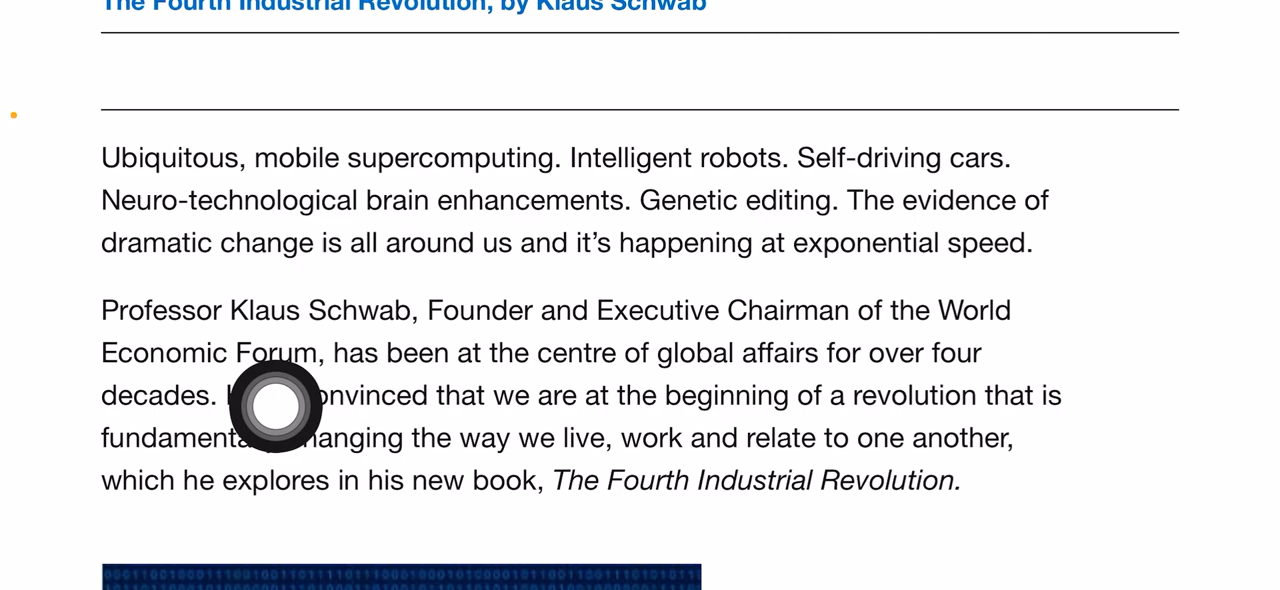 The Fourth Industrial Revolution, by Klaus Schwab
Ubiquitous, mobile supercomputing. Intelligent robots. Self-driving cars.
Neuro-technological brain enhancements. Genetic editing. The evidence of
dramatic change is all around us and it’s happening at exponential speed.
Professor Klaus Schwab, Founder and Executive Chairman of the World
Economic Forum, has been at the centre of global affairs for over four
decades. that we are at the beginning of a revolution that is
the way we live, work and relate to one another,
which he explores in his new book, The Fourth Industrial Revolution.